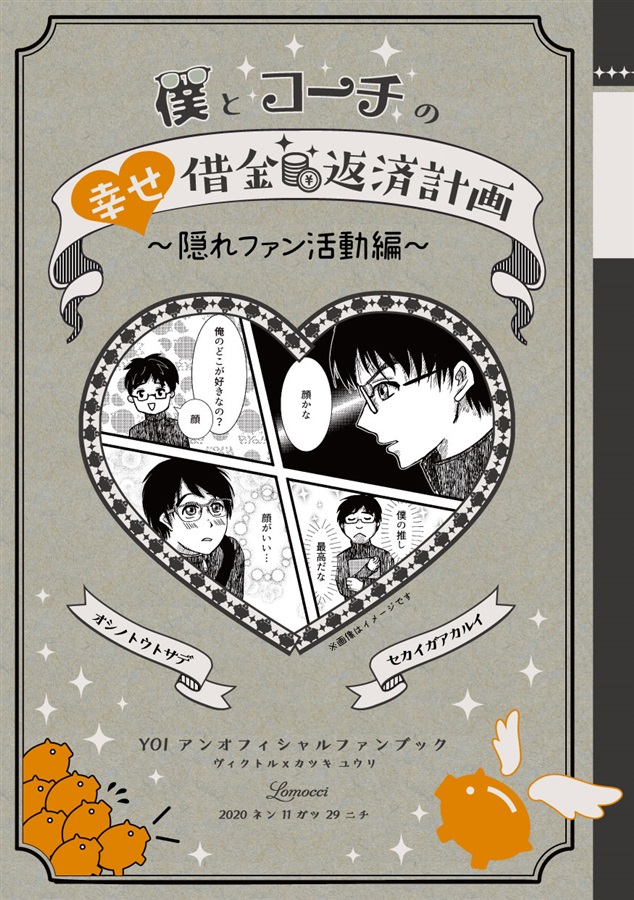 僕とコーチの
幸せ借金返済計画
～隠れファン活動編～
俺のどこが好きなの？
顔
顔かな
顔がいい…
僕の推し
最高だな
※画像はイメージです
オシノトウトサデ
セカイガアカルイ
YOI アンオフィシャルファンブック
ヴィクトル×カツキ ユウリ
Lomocci
2020 ネン 11 ガツ 29 ニチ